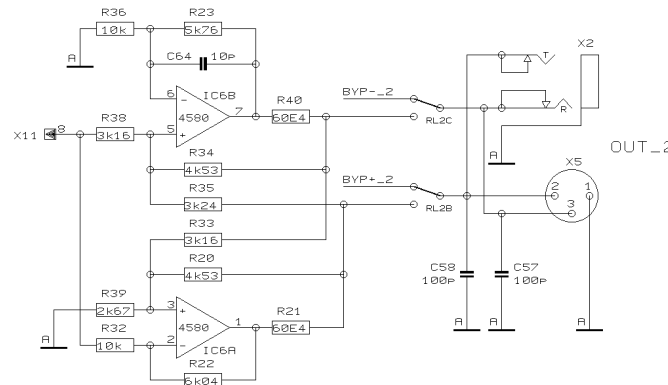 R36
10k
R23
5k76
A
C64
10p
IC6B
6
-
4580
7
5
+
R40
60E4
X11
8
R38
3k16
R34
4k53
R35
3k24
R33
3k16
R20
4k53
R39
2k67
A
3
+
4580
1
2
-
IC6A
R21
60E4
R32
10k
R22
6k04
BYP-_2
RL2C
BYP+_2
RL2B
T
X2
R
A
OUT_2
X5
2
1
3
C58
100p
C57
100p
A
A
A